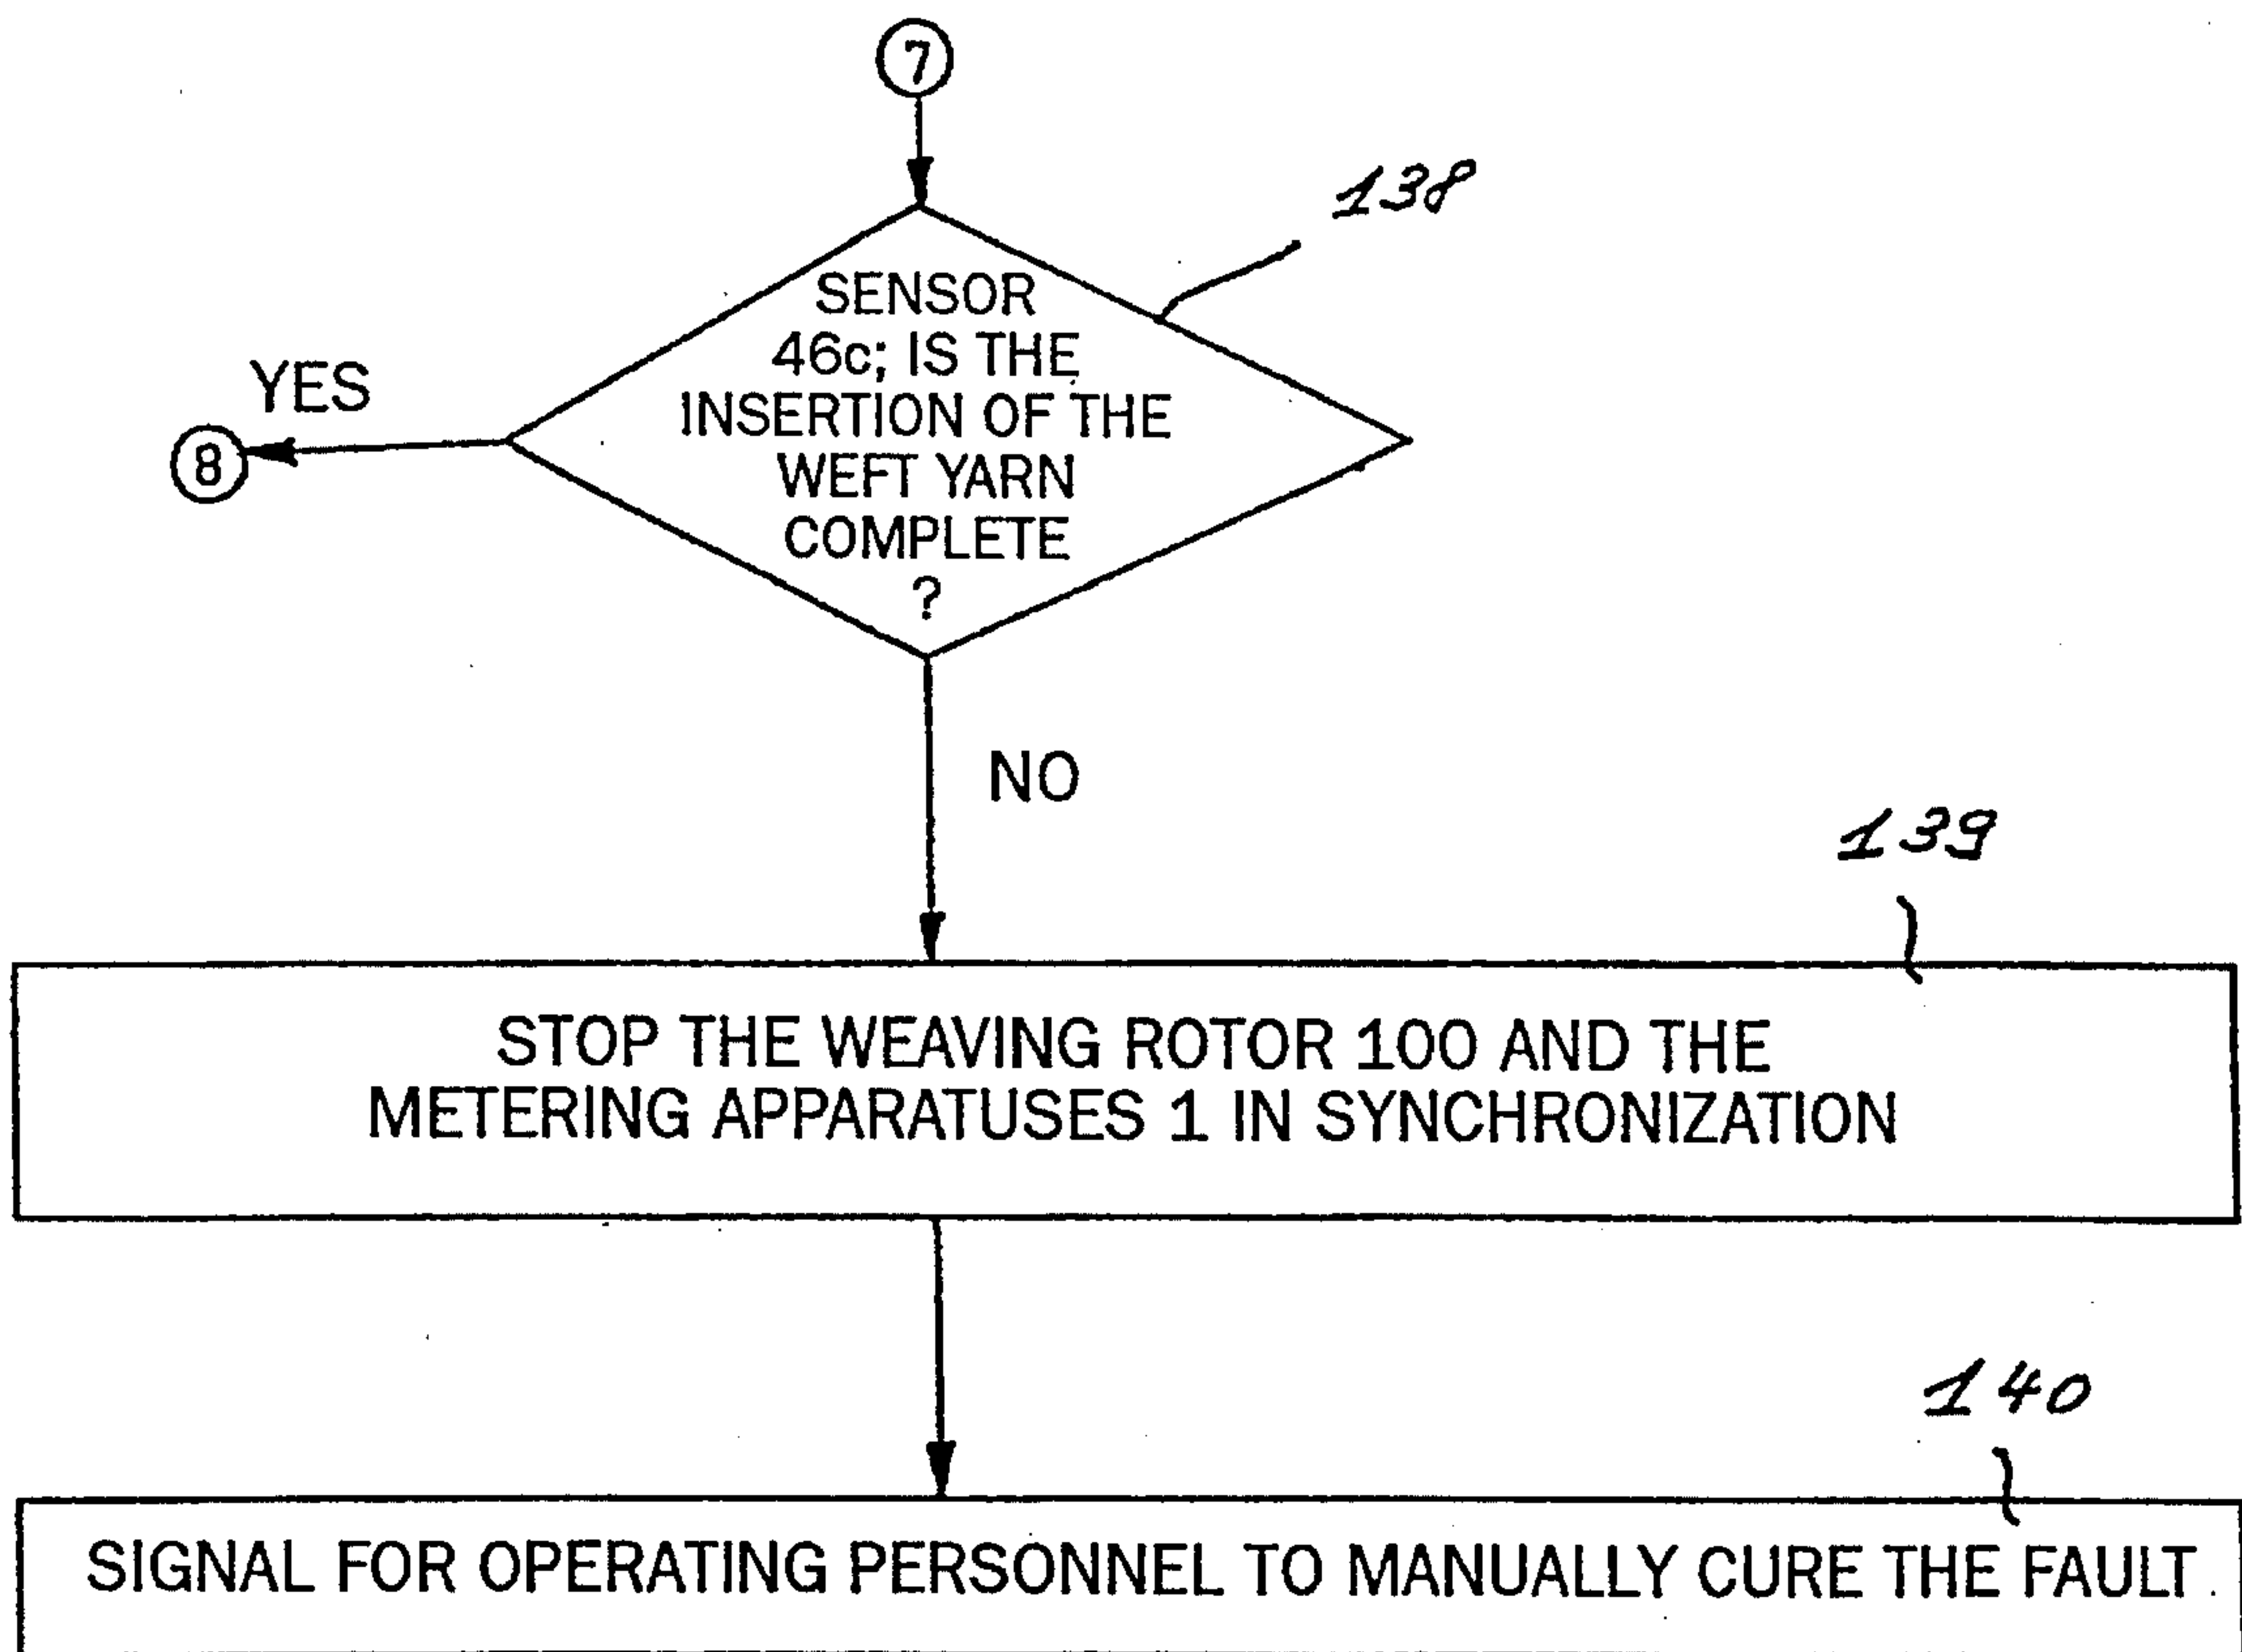 7
138
SENSOR
46c; IS THE
INSERTION OF THE
WEFT YARN
COMPLETE
?
YES
8
NO
139
STOP THE WEAVING ROTOR 100 AND THE
METERING APPARATUSES 1 IN SYNCHRONIZATION
140
SIGNAL FOR OPERATING PERSONNEL TO MANUALLY CURE THE FAULT.